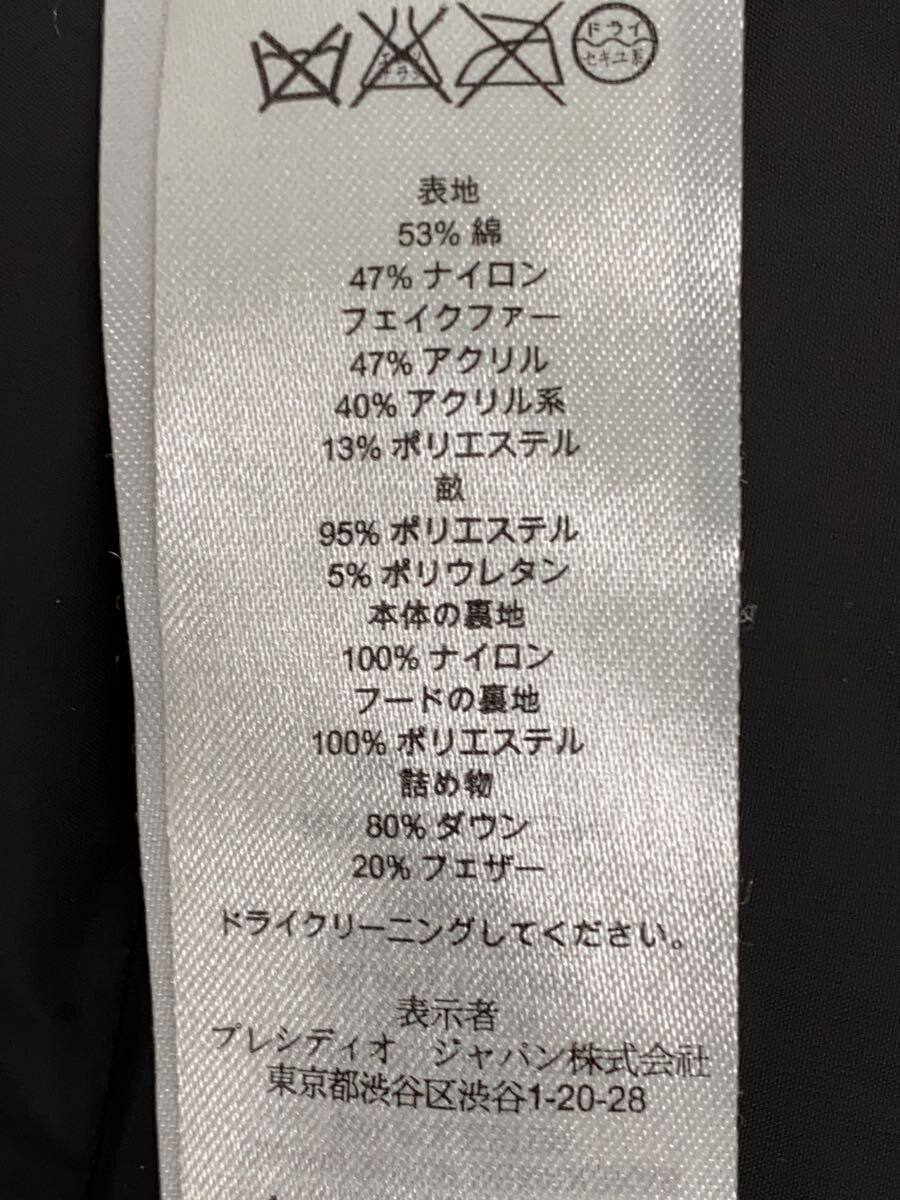 ドライ
セキユ系
表地
53% 綿
47% ナイロン
フェイクファー
47% アクリル
40% アクリル系
13% ポリエステル
畝
95% ポリエステル
5% ポリウレタン
本体の裏地
100% ナイロン
フードの裏地
100% ポリエステル
詰め物
80% ダウン
20% フェザー
ドライクリーニングしてください。
表示者
プレシディオ ジャパン株式会社
東京都渋谷区渋谷1-20-28